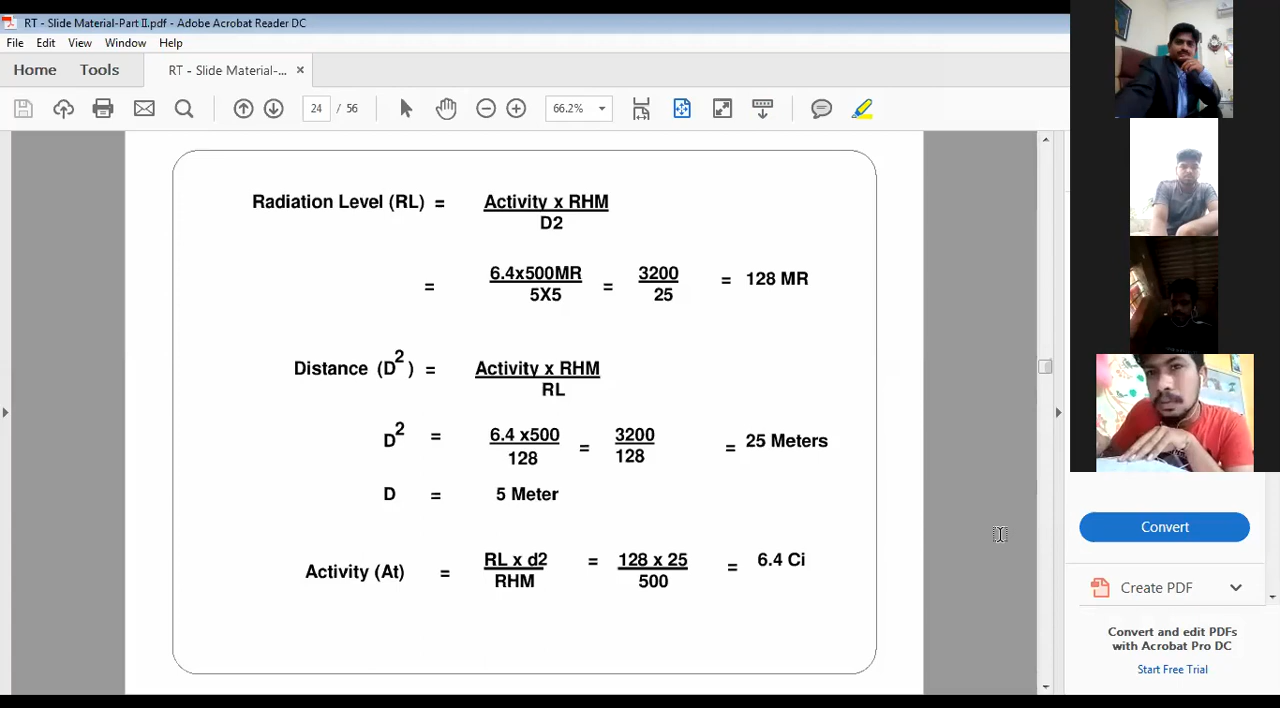 RT - Slide Material-Part II.pdf - Adobe Acrobat Reader DC
File Edit View Window Help
Home Tools RT - Slide Material-... ×
24 / 56 66.2%
Radiation Level (RL) = Activity x RHM
D2
= 6.4x500MR = 3200 = 128 MR
5X5 25
Distance (D2) = Activity x RHM
RL
D2 = 6.4 x500 = 3200 = 25 Meters
128 128
D = 5 Meter
Activity (At) = RL x d2 = 128 x 25 = 6.4 Ci
RHM 500
Convert
Create PDF
Convert and edit PDFs
with Acrobat Pro DC
Start Free Trial